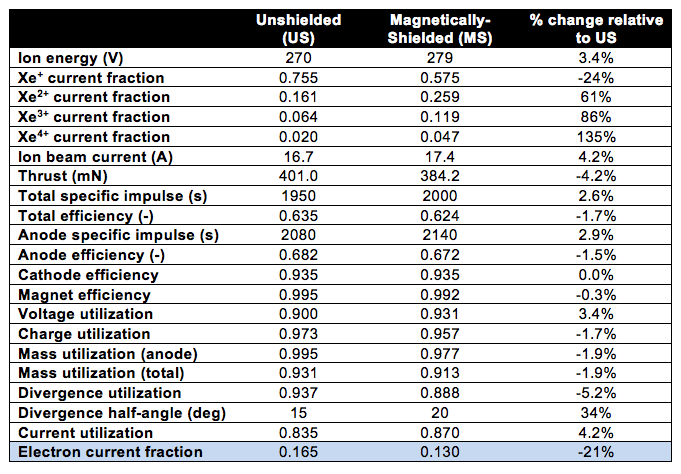 Unshielded (US) Magnetically-Shielded (MS) % change relative to US
Ion energy (V) 270 279 3.4%
Xe⁺ current fraction 0.755 0.575 -24%
Xe²⁺ current fraction 0.161 0.259 61%
Xe³⁺ current fraction 0.064 0.119 86%
Xe⁴⁺ current fraction 0.020 0.047 135%
Ion beam current (A) 16.7 17.4 4.2%
Thrust (mN) 401.0 384.2 -4.2%
Total specific impulse (s) 1950 2000 2.6%
Total efficiency (-) 0.635 0.624 -1.7%
Anode specific impulse (s) 2080 2140 2.9%
Anode efficiency (-) 0.682 0.672 -1.5%
Cathode efficiency 0.935 0.935 0.0%
Magnet efficiency 0.995 0.992 -0.3%
Voltage utilization 0.900 0.931 3.4%
Charge utilization 0.973 0.957 -1.7%
Mass utilization (anode) 0.995 0.977 -1.9%
Mass utilization (total) 0.931 0.913 -1.9%
Divergence utilization 0.937 0.888 -5.2%
Divergence half-angle (deg) 15 20 34%
Current utilization 0.835 0.870 4.2%
Electron current fraction 0.165 0.130 -21%